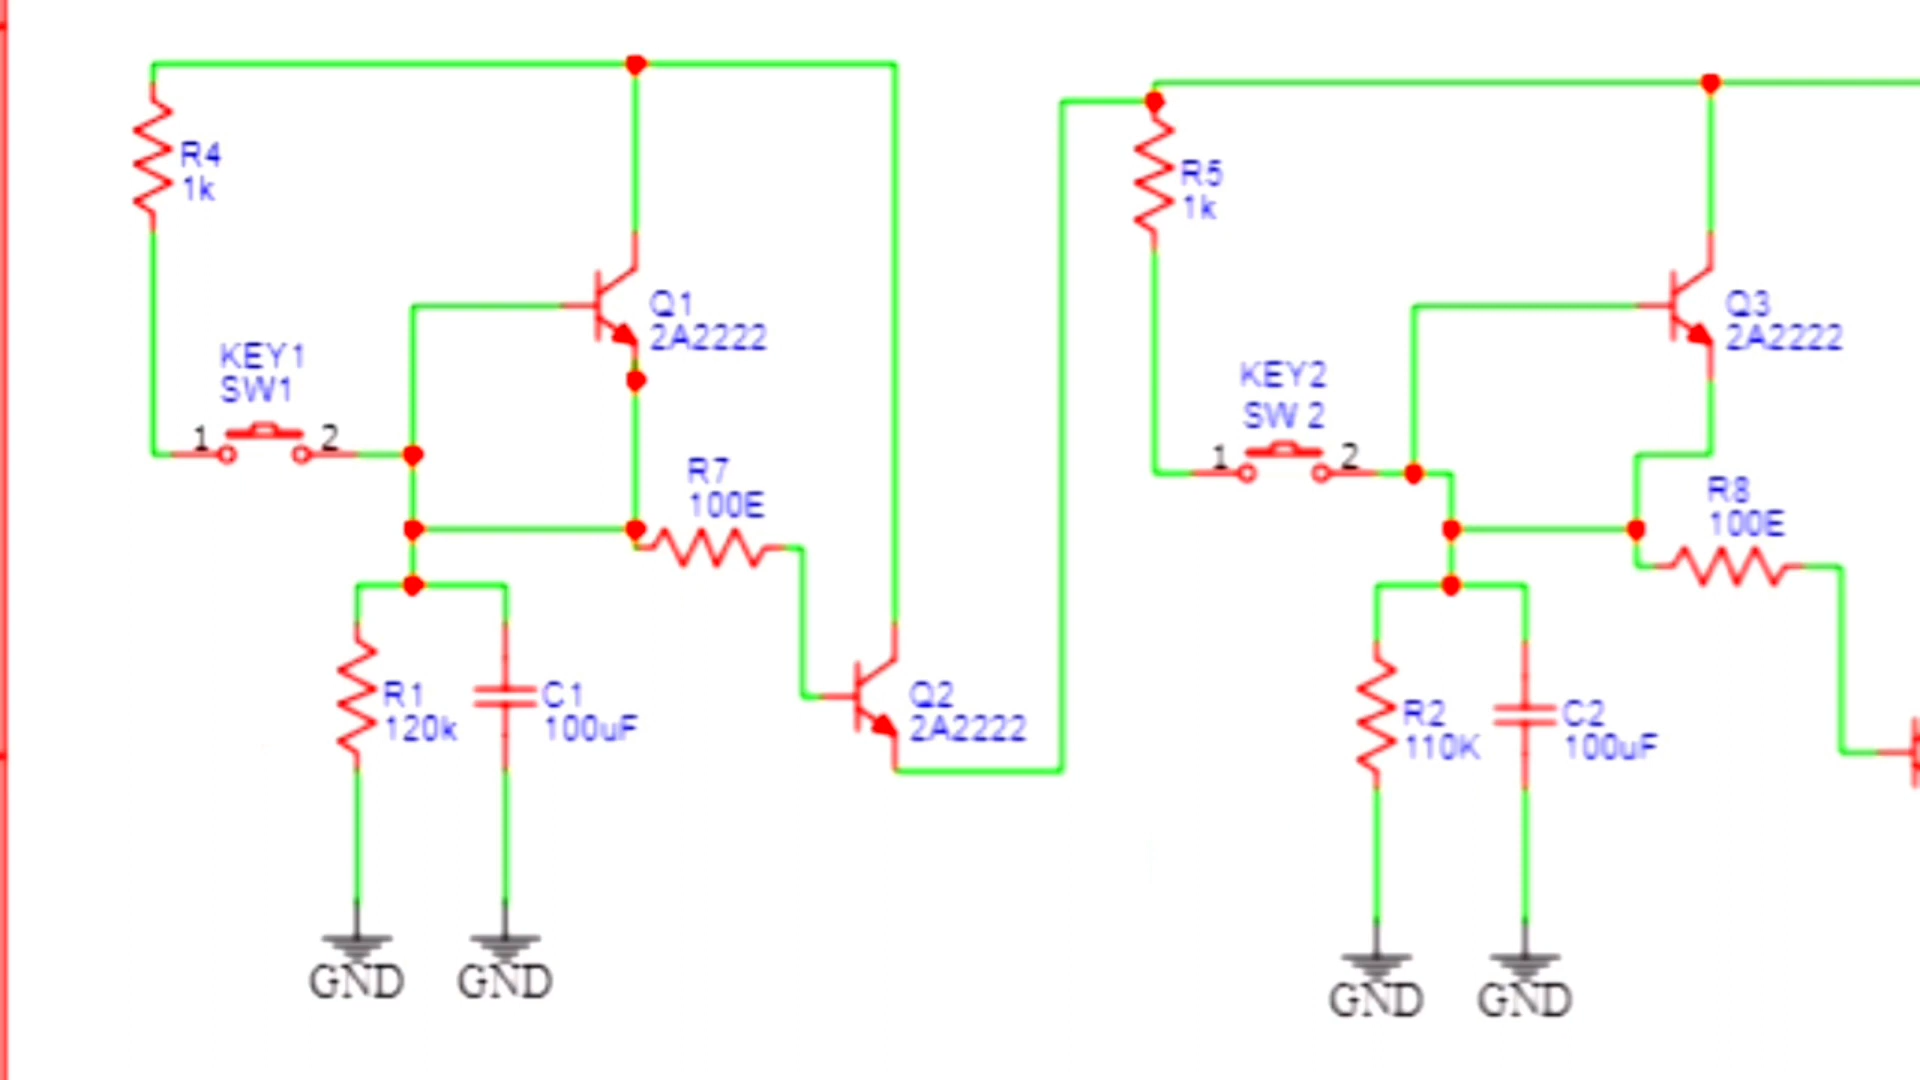 R4
1k
KEY1
SW1
1
2
Q1
2A2222
R7
100E
R1
120k
C1
100uF
Q2
2A2222
GND
GND
R5
1k
KEY2
SW 2
1
2
Q3
2A2222
R8
100E
R2
110K
C2
100uF
GND
GND